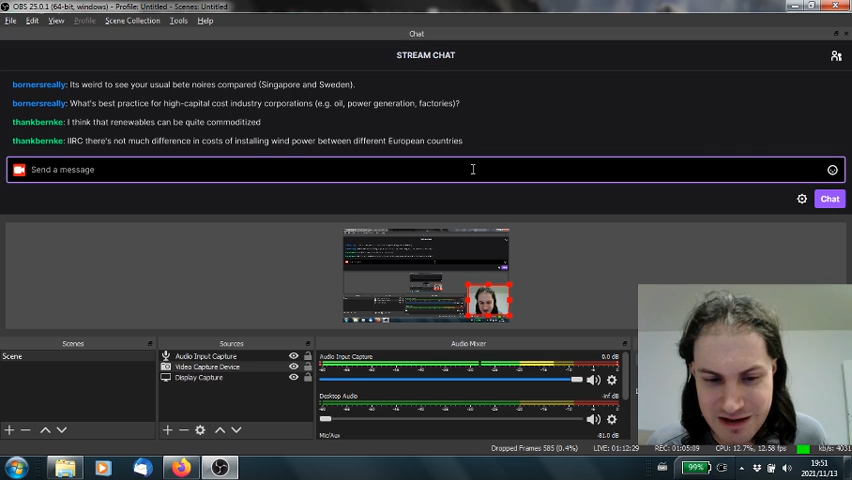 OBS 25.0.1 (64-bit, windows) - Profile: Untitled - Scenes: Untitled
File Edit View Profile Scene Collection Tools Help
Chat
STREAM CHAT
bornersreally: Its weird to see your usual bete noires compared (Singapore and Sweden).
bornersreally: What's best practice for high-capital cost industry corporations (e.g. oil, power generation, factories)?
thankbernke: I think that renewables can be quite commoditized
thankbernke: IIRC there's not much difference in costs of installing wind power between different European countries
Send a message
Chat
Scenes Sources Audio Mixer
Scene
Audio Input Capture
Video Capture Device
Display Capture
Audio Input Capture 0.0 dB
Desktop Audio -inf dB
Mic/Aux -81.0 dB
Dropped Frames 585 (0.4%) LIVE: 01:12:29 REC: 01:05:09 CPU: 12.7%, 12.58 fps
99%
19:51
2021/11/13